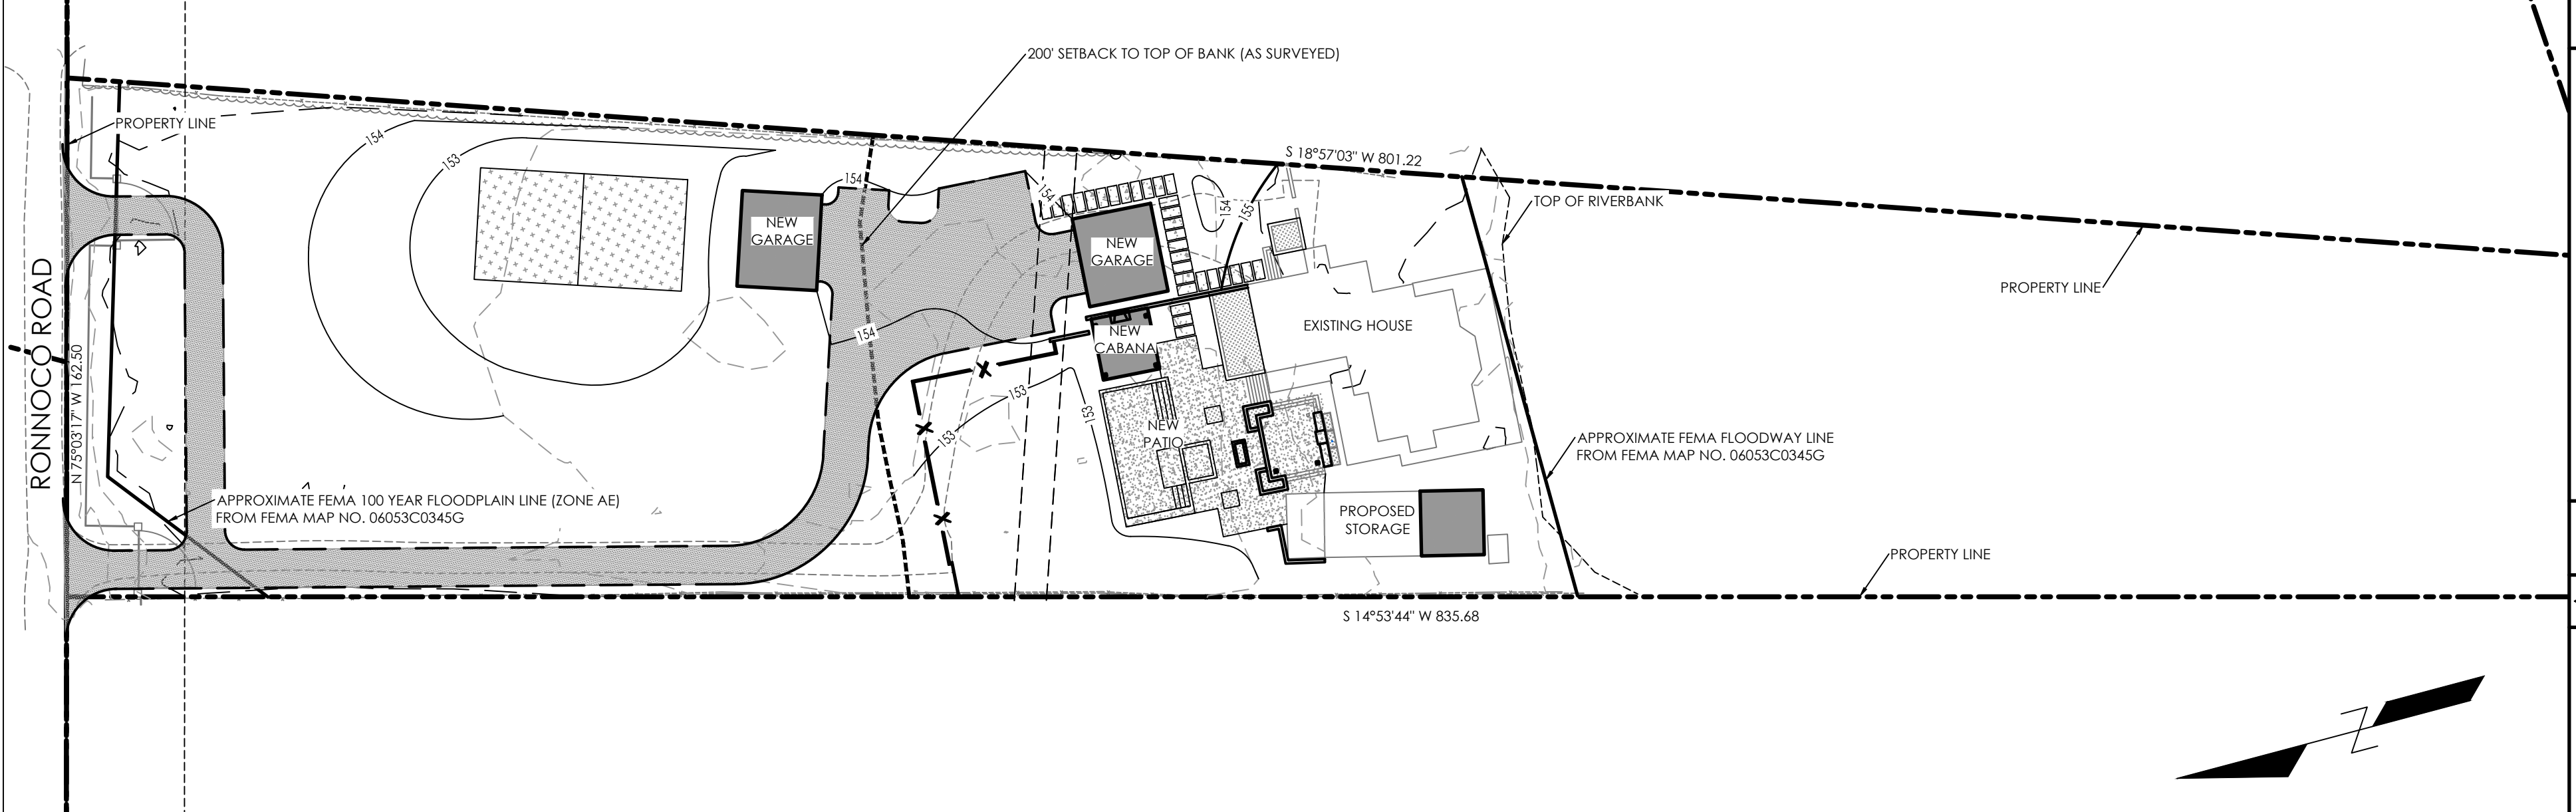 200' SETBACK TO TOP OF BANK (AS SURVEYED)
PROPERTY LINE
154
153
S 18°57'03" W 801.22
154
154
154
155
TOP OF RIVERBANK
NEW
GARAGE
NEW
GARAGE
PROPERTY LINE
RONNOCO ROAD
N 75°03'17" W 162.50
154
NEW
CABANA
EXISTING HOUSE
153
153
153
NEW
PATIO
APPROXIMATE FEMA FLOODWAY LINE
FROM FEMA MAP NO. 06053C0345G
APPROXIMATE FEMA 100 YEAR FLOODPLAIN LINE (ZONE AE)
FROM FEMA MAP NO. 06053C0345G
PROPOSED
STORAGE
PROPERTY LINE
S 14°53'44" W 835.68
Z